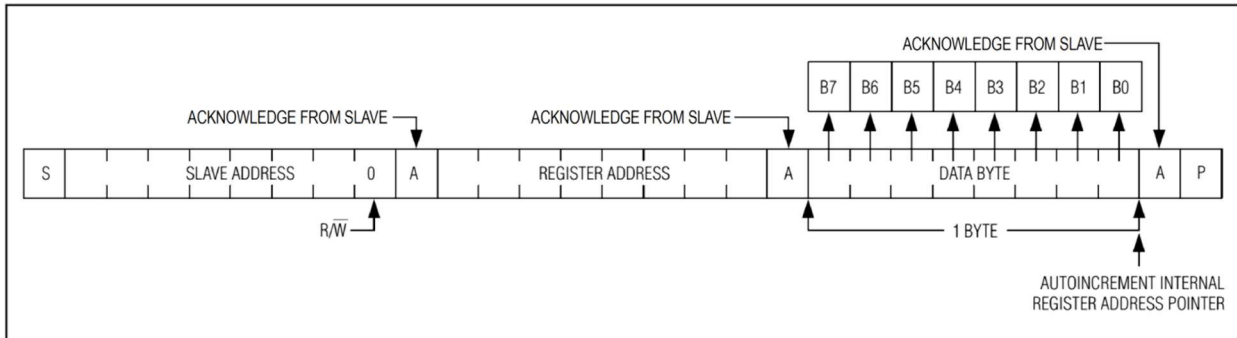 ACKNOWLEDGE FROM SLAVE
B7 B6 B5 B4 B3 B2 B1 B0
ACKNOWLEDGE FROM SLAVE
ACKNOWLEDGE FROM SLAVE
S SLAVE ADDRESS 0 A REGISTER ADDRESS A DATA BYTE A P
R/W̅
1 BYTE
AUTOINCREMENT INTERNAL
REGISTER ADDRESS POINTER